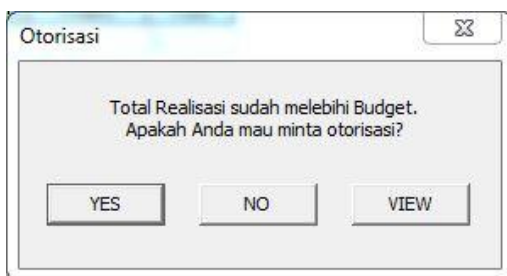 Otorisasi
Total Realisasi sudah melebihi Budget.
Apakah Anda mau minta otorisasi?
YES NO VIEW